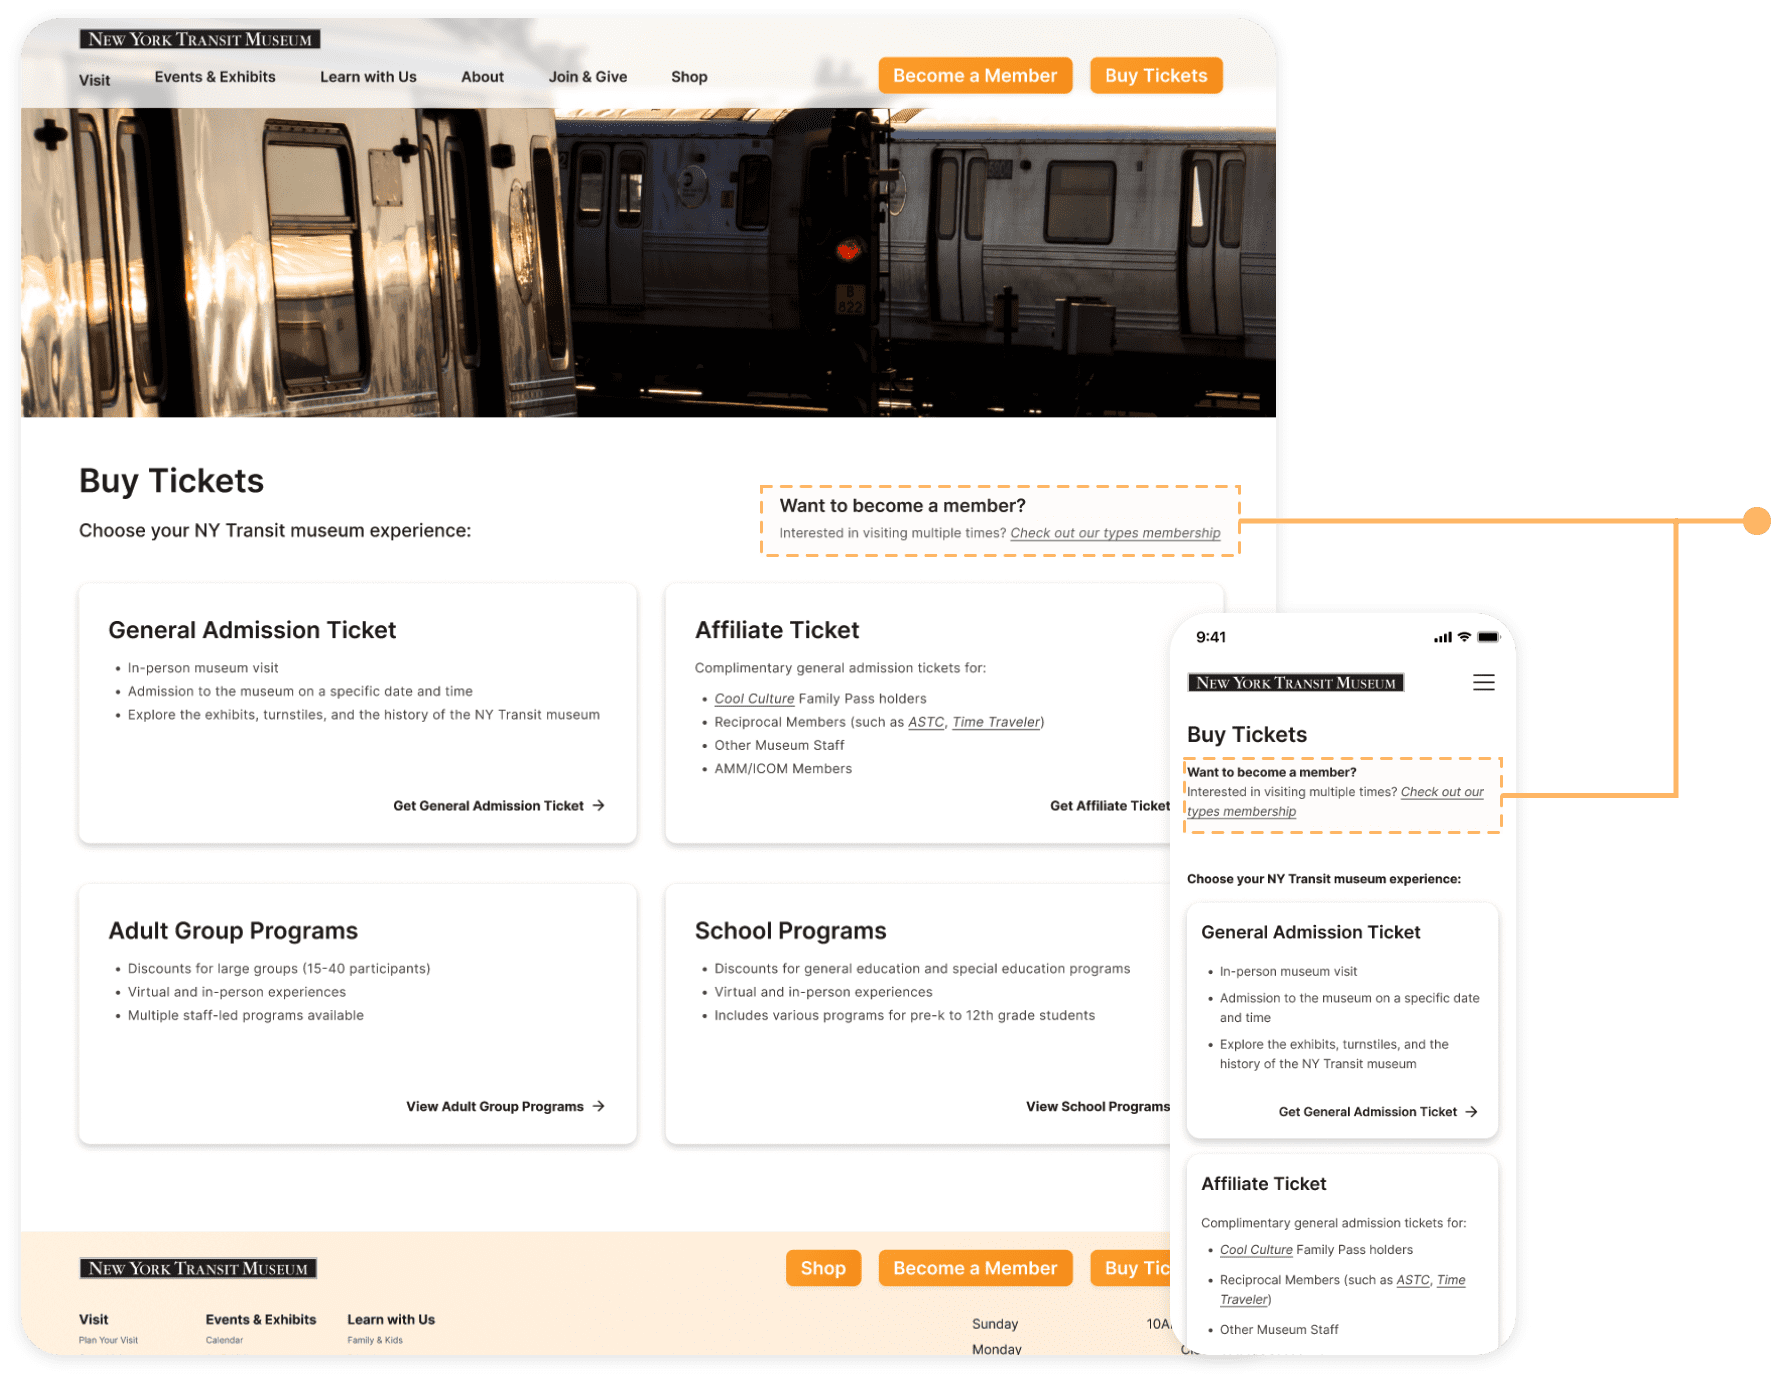 NEW YORK TRANSIT MUSEUM
Visit
Events & Exhibits
Learn with Us
About
Join & Give
Shop
Become a Member
Buy Tickets
B
822
Buy Tickets
Choose your NY Transit museum experience:
Want to become a member?
Interested in visiting multiple times? Check out our types membership
General Admission Ticket
• In-person museum visit
• Admission to the museum on a specific date and time
• Explore the exhibits, turnstiles, and the history of the NY Transit museum
Get General Admission Ticket →
Affiliate Ticket
Complimentary general admission tickets for:
• Cool Culture Family Pass holders
• Reciprocal Members (such as ASTC, Time Traveler)
• Other Museum Staff
• AMM/ICOM Members
Get Affiliate Ticket
Adult Group Programs
• Discounts for large groups (15-40 participants)
• Virtual and in-person experiences
• Multiple staff-led programs available
View Adult Group Programs →
School Programs
• Discounts for general education and special education programs
• Virtual and in-person experiences
• Includes various programs for pre-k to 12th grade students
View School Programs
NEW YORK TRANSIT MUSEUM
Shop
Become a Member
Buy Tic
Visit
Plan Your Visit
Events & Exhibits
Calendar
Learn with Us
Family & Kids
Sunday
10A
Monday
9:41
NEW YORK TRANSIT MUSEUM
Buy Tickets
Want to become a member?
Interested in visiting multiple times? Check out our
types membership
Choose your NY Transit museum experience:
General Admission Ticket
• In-person museum visit
• Admission to the museum on a specific date
and time
• Explore the exhibits, turnstiles, and the
history of the NY Transit museum
Get General Admission Ticket →
Affiliate Ticket
Complimentary general admission tickets for:
• Cool Culture Family Pass holders
• Reciprocal Members (such as ASTC, Time
Traveler)
• Other Museum Staff